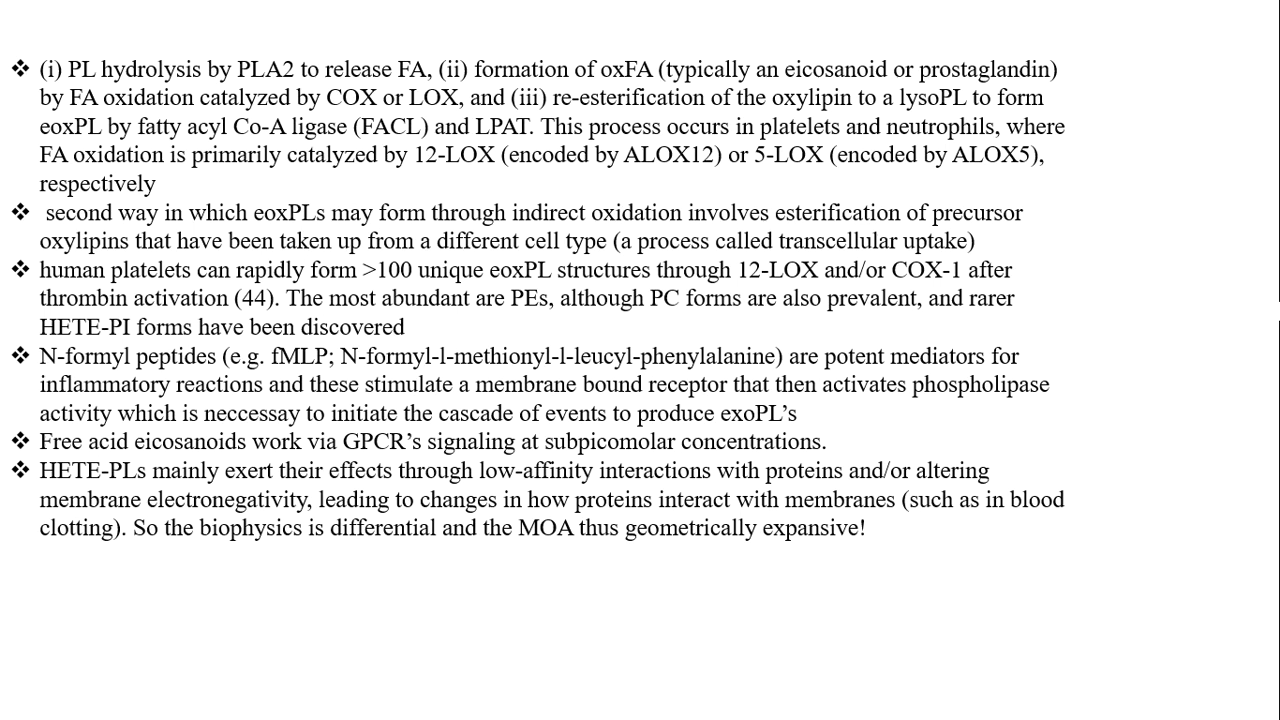 ❖ (i) PL hydrolysis by PLA2 to release FA, (ii) formation of oxFA (typically an eicosanoid or prostaglandin)
by FA oxidation catalyzed by COX or LOX, and (iii) re-esterification of the oxylipin to a lysoPL to form
eoxPL by fatty acyl Co-A ligase (FACL) and LPAT. This process occurs in platelets and neutrophils, where
FA oxidation is primarily catalyzed by 12-LOX (encoded by ALOX12) or 5-LOX (encoded by ALOX5),
respectively
❖ second way in which eoxPLs may form through indirect oxidation involves esterification of precursor
oxylipins that have been taken up from a different cell type (a process called transcellular uptake)
❖ human platelets can rapidly form >100 unique eoxPL structures through 12-LOX and/or COX-1 after
thrombin activation (44). The most abundant are PEs, although PC forms are also prevalent, and rarer
HETE-PI forms have been discovered
❖ N-formyl peptides (e.g. fMLP; N-formyl-l-methionyl-l-leucyl-phenylalanine) are potent mediators for
inflammatory reactions and these stimulate a membrane bound receptor that then activates phospholipase
activity which is neccessay to initiate the cascade of events to produce exoPL’s
❖ Free acid eicosanoids work via GPCR’s signaling at subpicomolar concentrations.
❖ HETE-PLs mainly exert their effects through low-affinity interactions with proteins and/or altering
membrane electronegativity, leading to changes in how proteins interact with membranes (such as in blood
clotting). So the biophysics is differential and the MOA thus geometrically expansive!